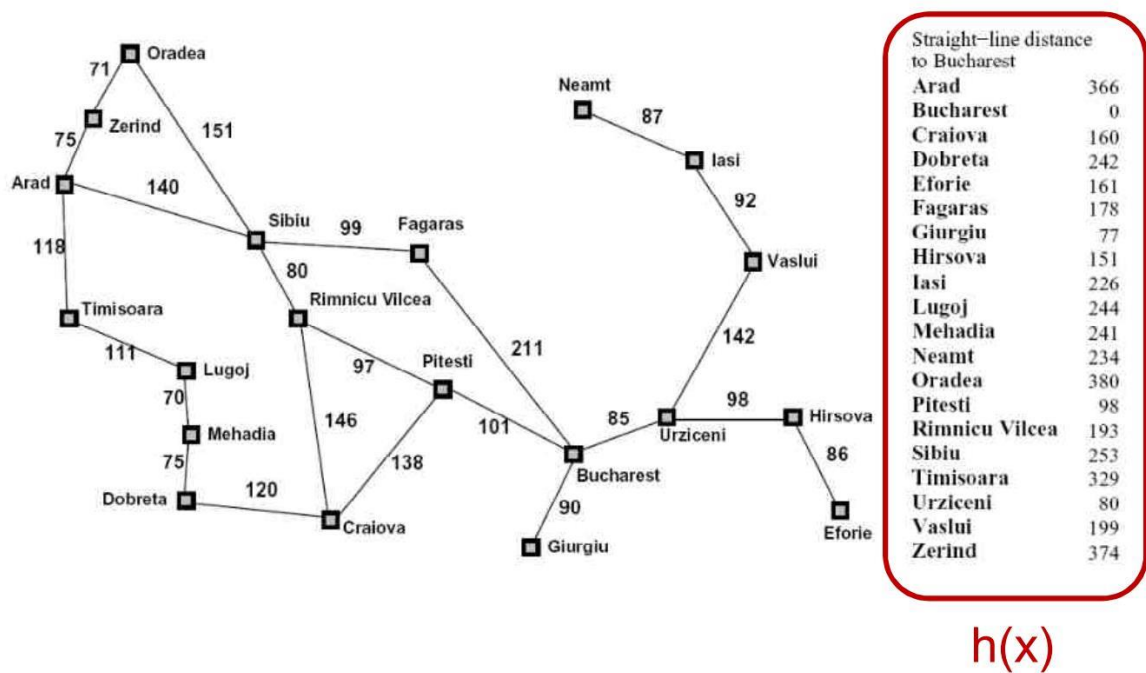 Oradea
71
Neamt
87
Zerind
151
75
Iasi
Arad
140
92
Sibiu
99
Fagaras
118
80
Vaslui
Timisoara
Rimnicu Vilcea
111
Lugoj
97
Pitesti
211
142
70
146
101
85
98
Hirsova
Mehadia
138
Urziceni
86
75
Bucharest
120
90
Dobreta
Craiova
Giurgiu
Eforie
Straight-line distance
to Bucharest
Arad 366
Bucharest 0
Craiova 160
Dobreta 242
Eforie 161
Fagaras 178
Giurgiu 77
Hirsova 151
Iasi 226
Lugoj 244
Mehadia 241
Neamt 234
Oradea 380
Pitesti 98
Rimnicu Vilcea 193
Sibiu 253
Timisoara 329
Urziceni 80
Vaslui 199
Zerind 374
h(x)